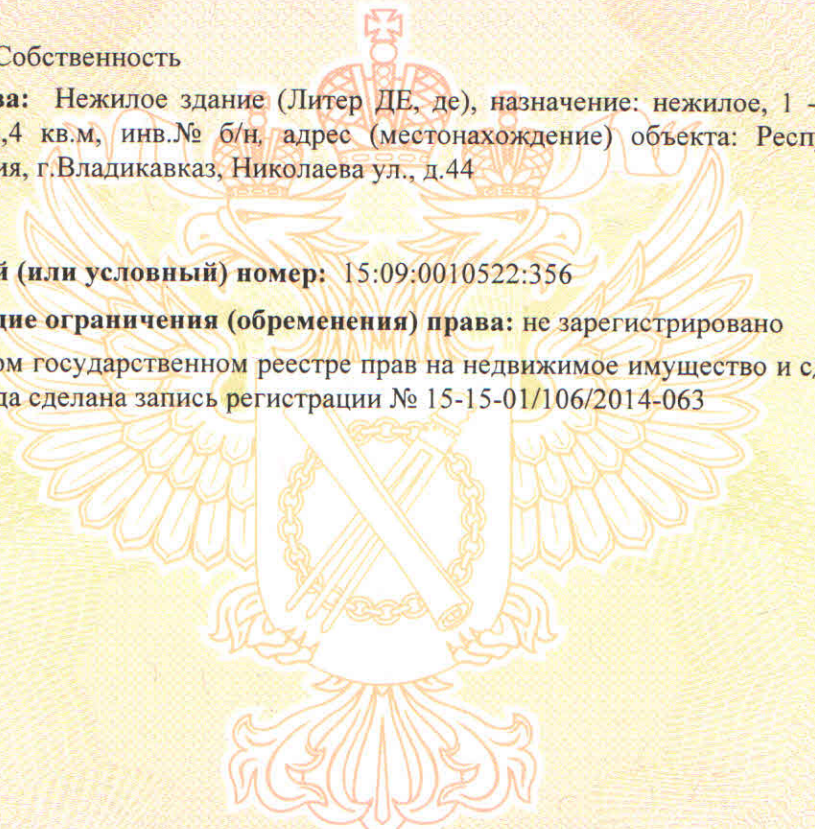 Собственность
ва: Нежилое здание (Литер ДЕ, де), назначение: нежилое, 1 -
,4 кв.м, инв.№ б/н, адрес (местонахождение) объекта: Респ
ия, г.Владикавказ, Николаева ул., д.44
й (или условный) номер: 15:09:0010522:356
щие ограничения (обременения) права: не зарегистрировано
ом государственном реестре прав на недвижимое имущество и с
да сделана запись регистрации № 15-15-01/106/2014-063